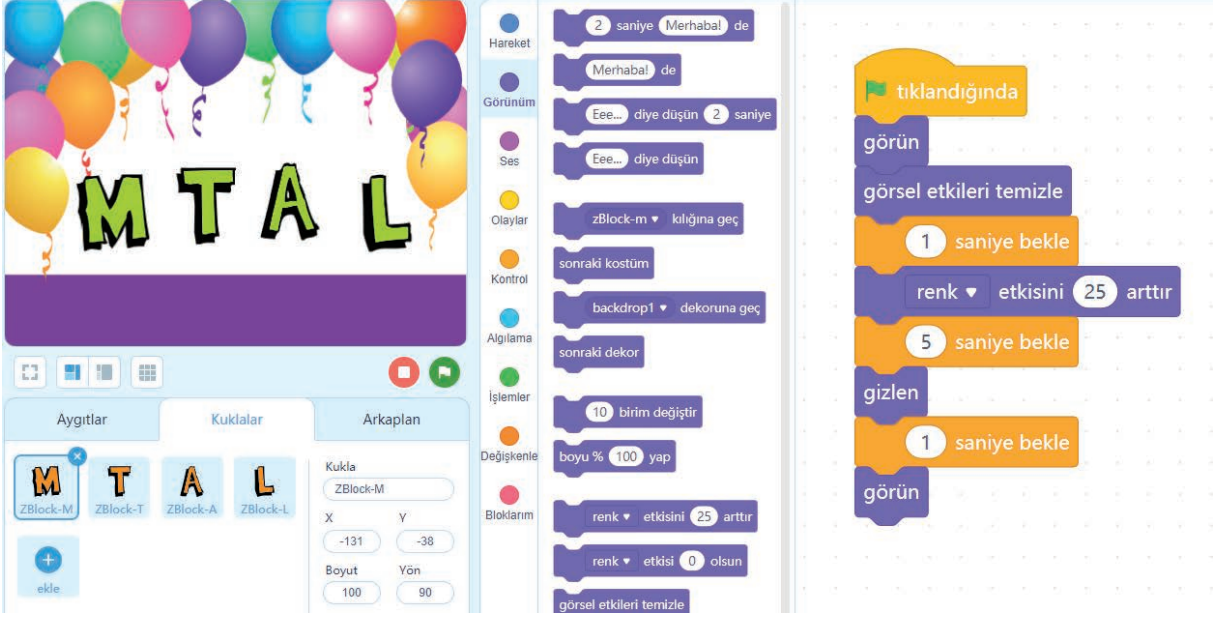 M T A L
Aygıtlar
Kuklalar
Arkaplan
M
T
A
L
ZBlock-M
ZBlock-T
ZBlock-A
ZBlock-L
ekle
Kukla
ZBlock-M
X
Y
-131
-38
Boyut
Yön
100
90
Hareket
Görünüm
Ses
Olaylar
Kontrol
Algılama
İşlemler
Değişkenle
Bloklarım
2 saniye Merhaba! de
Merhaba! de
Eee... diye düşün 2 saniye
Eee... diye düşün
zBlock-m kılığına geç
sonraki kostüm
backdrop1 dekoruna geç
sonraki dekor
10 birim değiştir
boyu % 100 yap
renk etkisini 25 arttır
renk etkisi 0 olsun
görsel etkileri temizle
tıklandığında
görün
görsel etkileri temizle
1 saniye bekle
renk etkisini 25 arttır
5 saniye bekle
gizlen
1 saniye bekle
görün